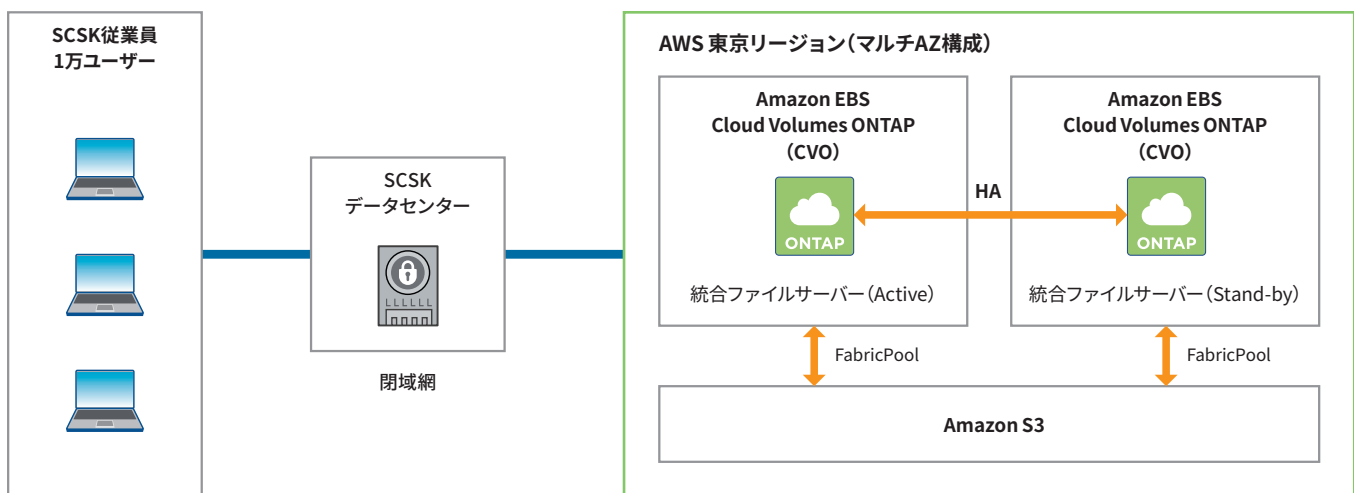 SCSK従業員
1万ユーザー
SCSK
データセンター
閉域網
AWS 東京リージョン（マルチAZ構成）
Amazon EBS
Cloud Volumes ONTAP
（CVO）
ONTAP
統合ファイルサーバー（Active）
HA
Amazon EBS
Cloud Volumes ONTAP
（CVO）
ONTAP
統合ファイルサーバー（Stand-by）
FabricPool
FabricPool
Amazon S3